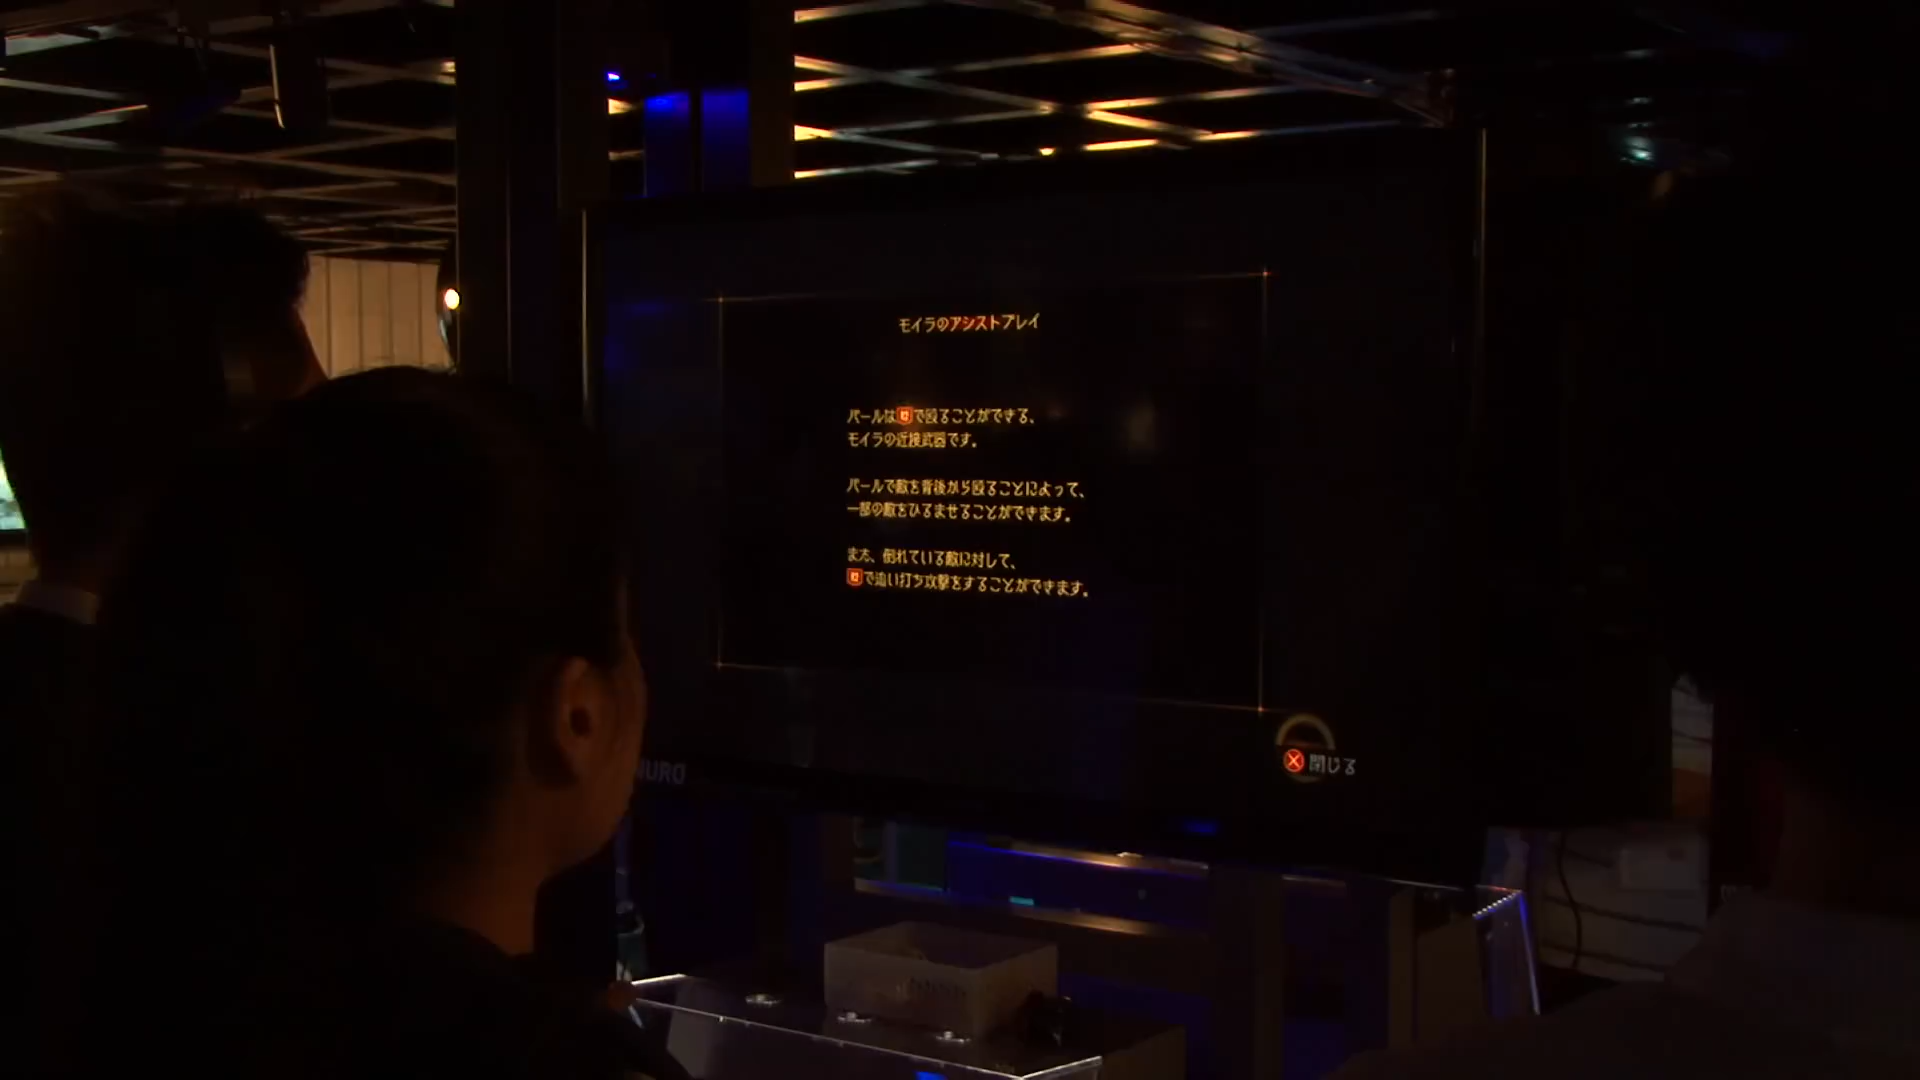 モイラのアシストプレイ
バールはR2で殴ることができる、
モイラの近接武器です。
バールで敵を背後から殴ることによって、
一部の敵をひるませることができます。
また、倒れている敵に対して、
R2で追い打ち攻撃をすることができます。
閉じる
NURO